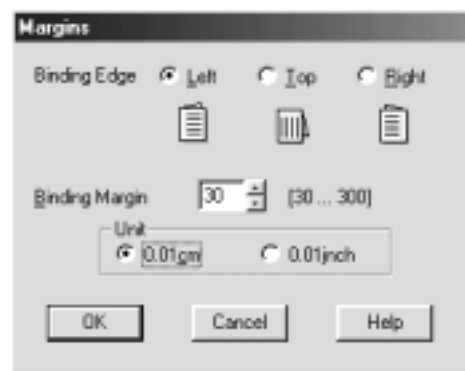 Margins
Binding Edge Left Top Right
Binding Margin 30 [30 ... 300]
Unit
0.01cm 0.01inch
OK Cancel Help